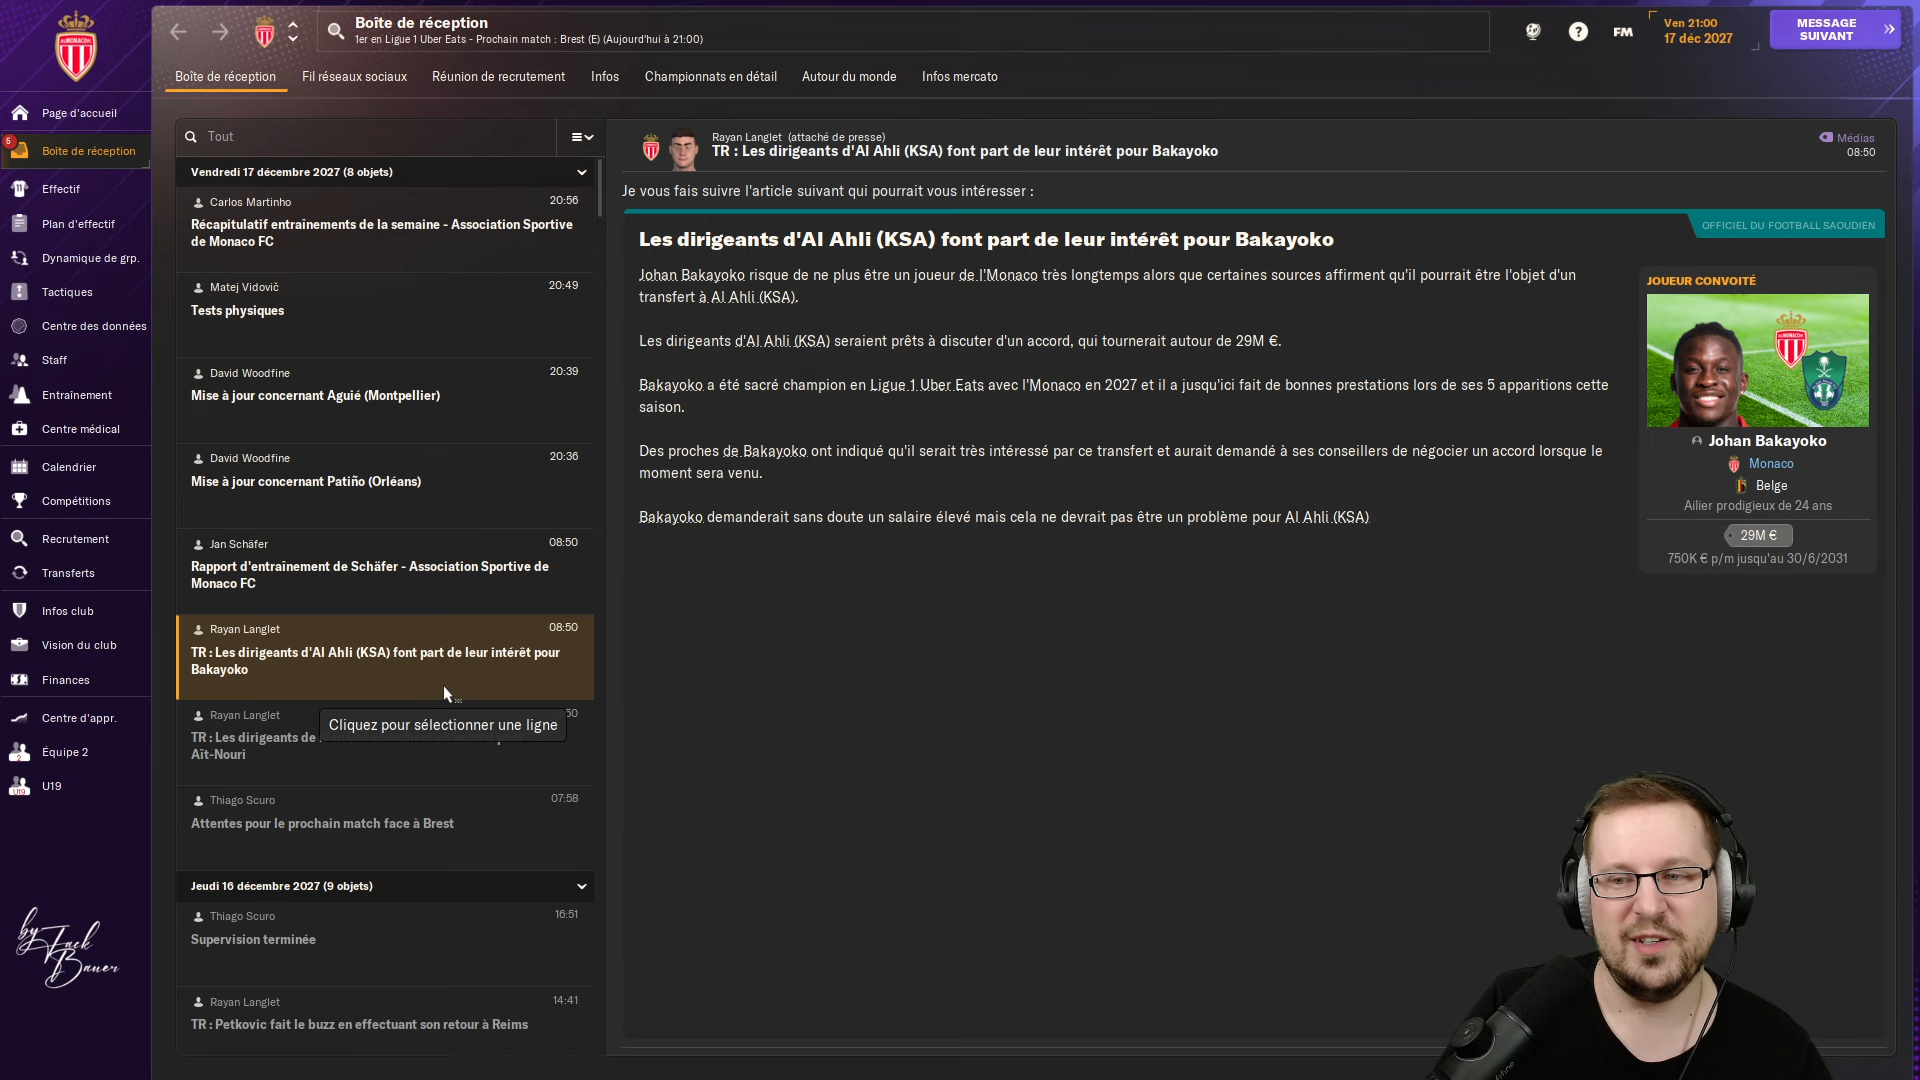 Boîte de réception
1er en Ligue 1 Uber Eats - Prochain match : Brest (E) (Aujourd'hui à 21:00)
FM
Ven 21:00
17 déc 2027
MESSAGE
SUIVANT
Boîte de réception
Fil réseaux sociaux
Réunion de recrutement
Infos
Championnats en détail
Autour du monde
Infos mercato
Page d'accueil
5
Boîte de réception
Effectif
Plan d'effectif
Dynamique de grp.
Tactiques
Centre des données
Staff
Entraînement
Centre médical
Calendrier
Compétitions
Recrutement
Transferts
Infos club
Vision du club
Finances
Centre d'appr.
Équipe 2
U19
by Jack
Bauer
Tout
Vendredi 17 décembre 2027 (8 objets)
Carlos Martinho
20:56
Récapitulatif entraînements de la semaine - Association Sportive
de Monaco FC
Matej Vidovič
20:49
Tests physiques
David Woodfine
20:39
Mise à jour concernant Aguié (Montpellier)
David Woodfine
20:36
Mise à jour concernant Patiño (Orléans)
Jan Schäfer
08:50
Rapport d'entraînement de Schäfer - Association Sportive de
Monaco FC
Rayan Langlet
08:50
TR : Les dirigeants d'Al Ahli (KSA) font part de leur intérêt pour
Bakayoko
Rayan Langlet
50
TR : Les dirigeants de
Aït-Nouri
Cliquez pour sélectionner une ligne
Thiago Scuro
07:58
Attentes pour le prochain match face à Brest
Jeudi 16 décembre 2027 (9 objets)
Thiago Scuro
16:51
Supervision terminée
Rayan Langlet
14:41
TR : Petkovic fait le buzz en effectuant son retour à Reims
Rayan Langlet (attaché de presse)
TR : Les dirigeants d'Al Ahli (KSA) font part de leur intérêt pour Bakayoko
Médias
08:50
Je vous fais suivre l'article suivant qui pourrait vous intéresser :
OFFICIEL DU FOOTBALL SAOUDIEN
Les dirigeants d'Al Ahli (KSA) font part de leur intérêt pour Bakayoko
Johan Bakayoko risque de ne plus être un joueur de l'Monaco très longtemps alors que certaines sources affirment qu'il pourrait être l'objet d'un
transfert à Al Ahli (KSA).
Les dirigeants d'Al Ahli (KSA) seraient prêts à discuter d'un accord, qui tournerait autour de 29M €.
Bakayoko a été sacré champion en Ligue 1 Uber Eats avec l'Monaco en 2027 et il a jusqu'ici fait de bonnes prestations lors de ses 5 apparitions cette
saison.
Des proches de Bakayoko ont indiqué qu'il serait très intéressé par ce transfert et aurait demandé à ses conseillers de négocier un accord lorsque le
moment sera venu.
Bakayoko demanderait sans doute un salaire élevé mais cela ne devrait pas être un problème pour Al Ahli (KSA)
JOUEUR CONVOITÉ
Johan Bakayoko
Monaco
Belge
Ailier prodigieux de 24 ans
29M €
750K € p/m jusqu'au 30/6/2031